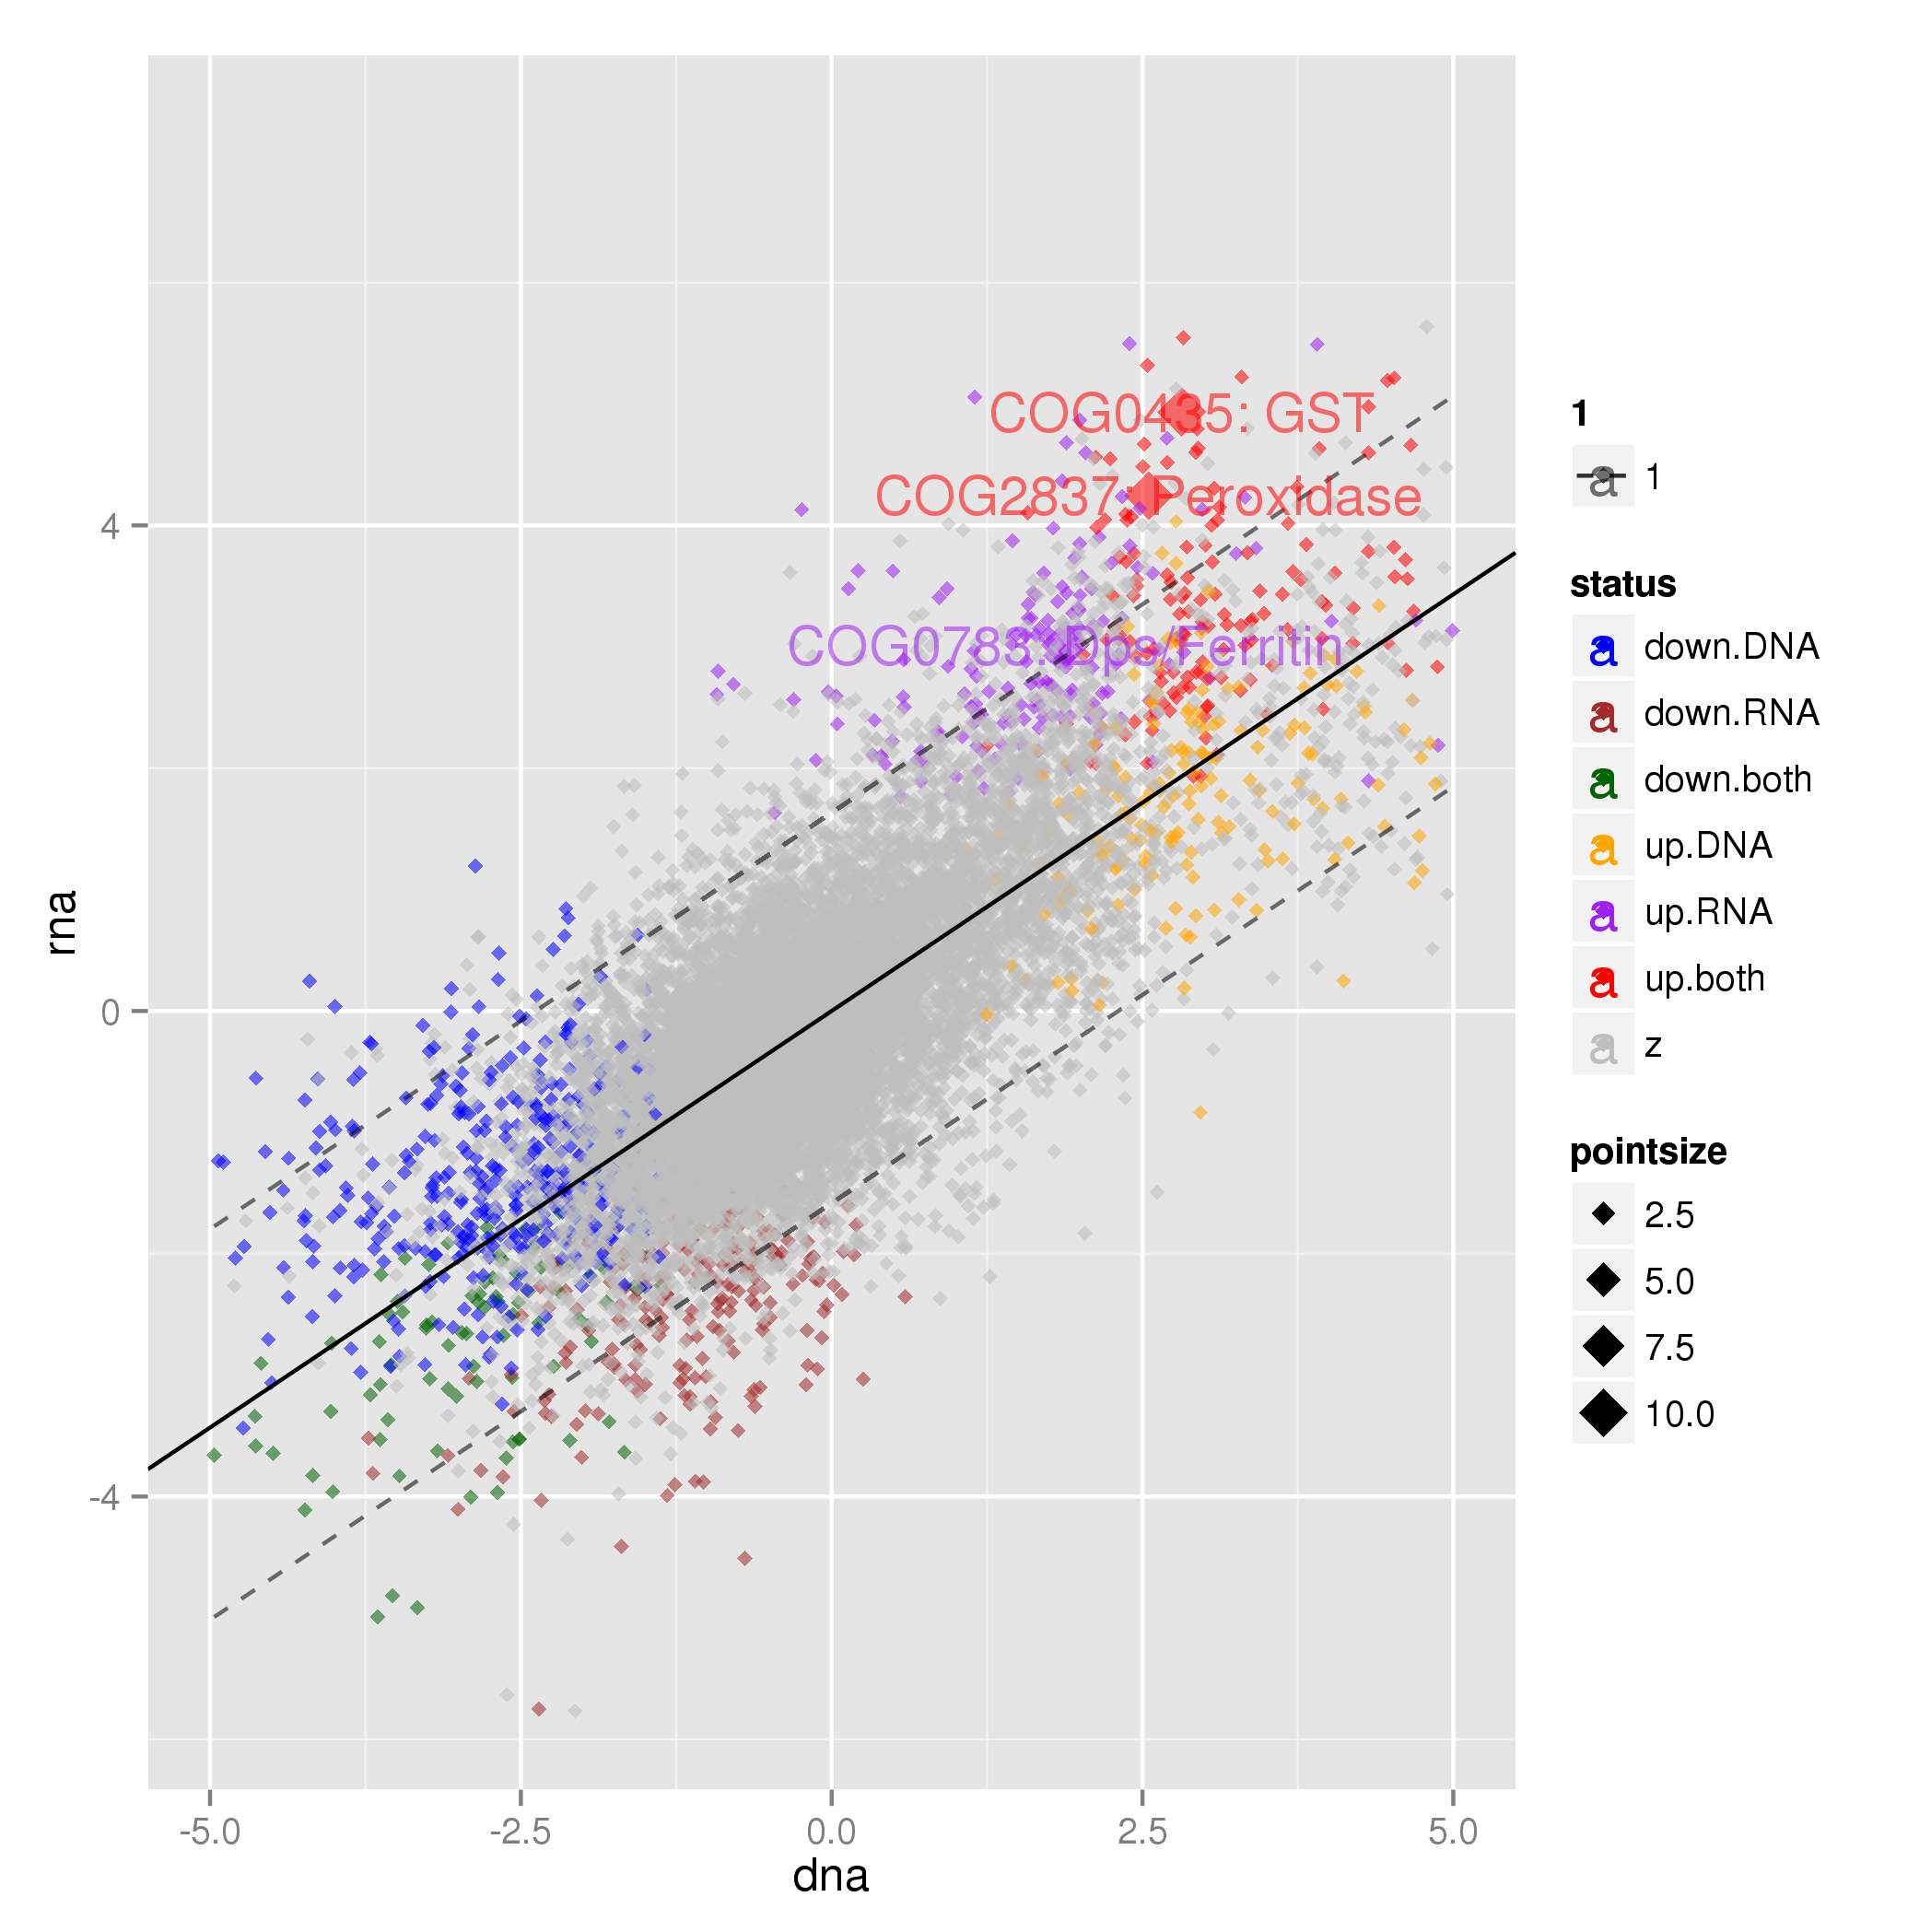 COG0435: GST
COG2837: Peroxidase
COG0783: Dps/Ferritin
4
0
-4
rna
-5.0
-2.5
0.0
2.5
5.0
dna
1
a 1
status
a down.DNA
a down.RNA
a down.both
a up.DNA
a up.RNA
a up.both
a z
pointsize
2.5
5.0
7.5
10.0